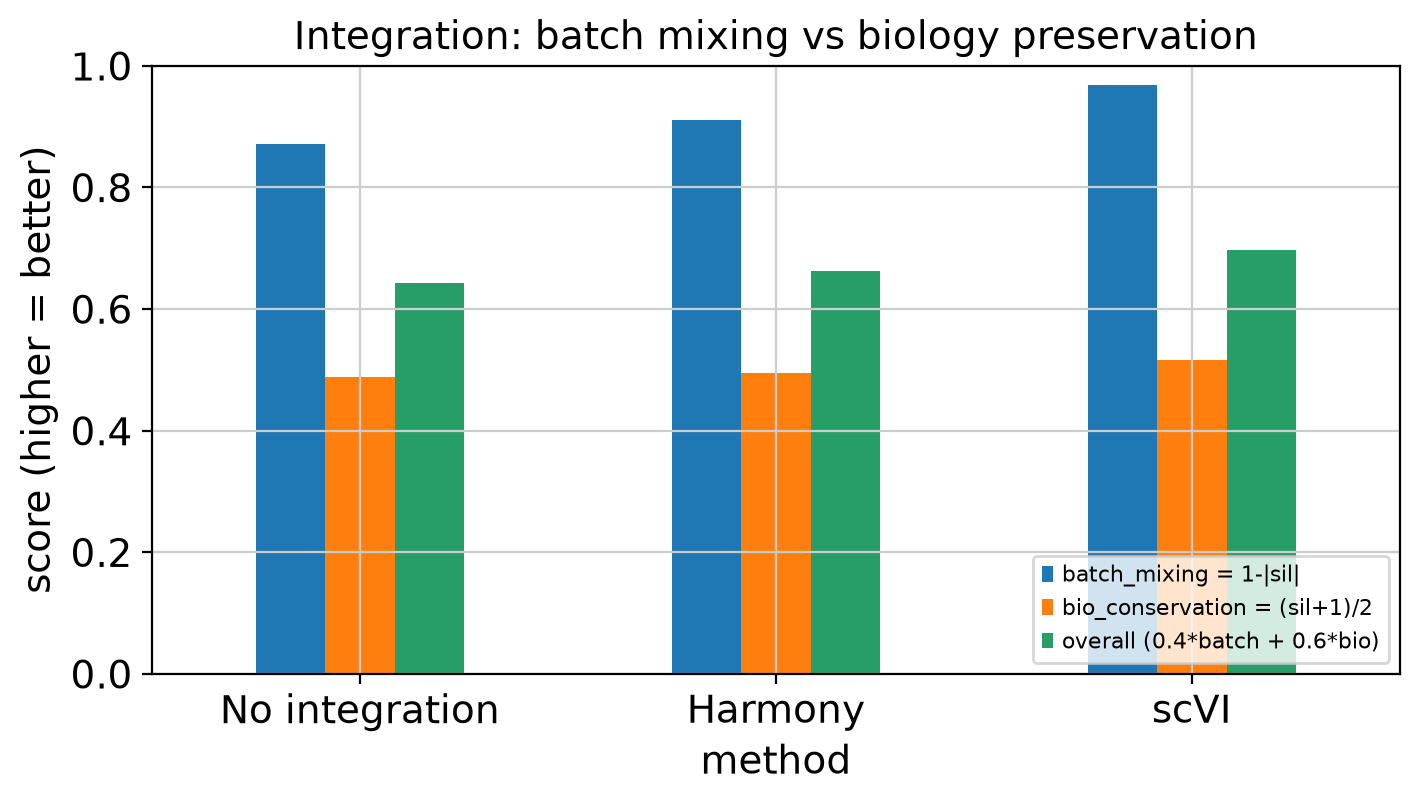 Integration: batch mixing vs biology preservation
score (higher = better)
1.0
0.8
0.6
0.4
0.2
0.0
batch_mixing = 1-|sil|
bio_conservation = (sil+1)/2
overall (0.4*batch + 0.6*bio)
No integration
Harmony
scVI
method